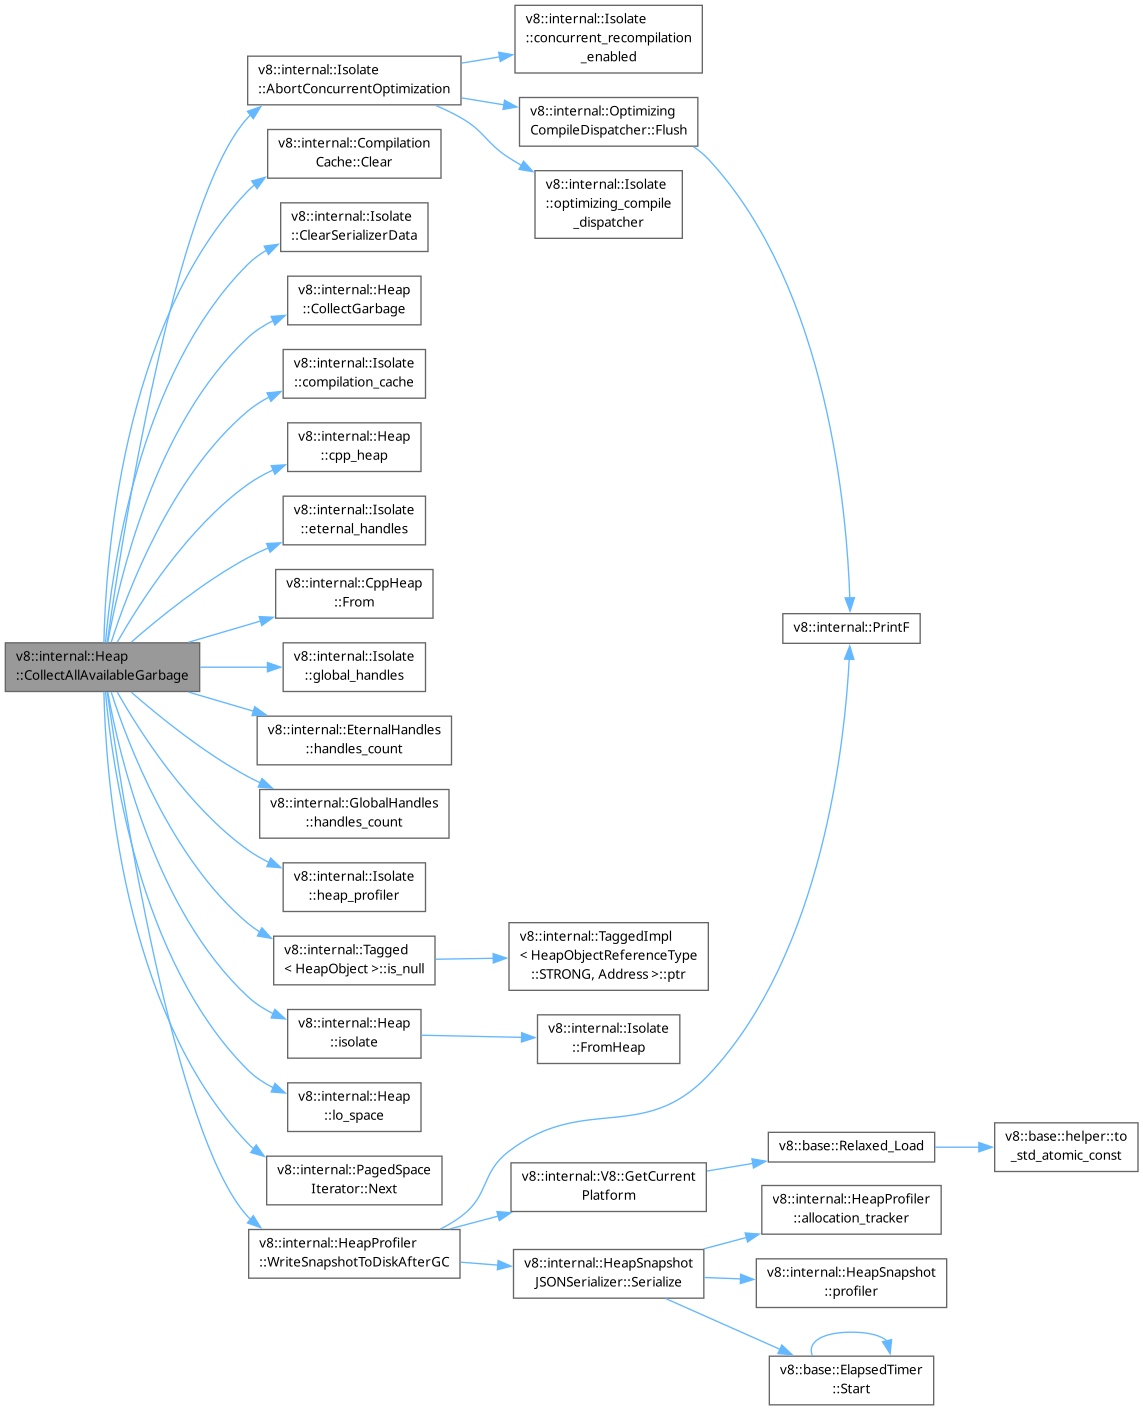 v8::internal::Isolate
::concurrent_recompilation
_enabled
v8::internal::Isolate
::AbortConcurrentOptimization
v8::internal::Optimizing
CompileDispatcher::Flush
v8::internal::Compilation
Cache::Clear
v8::internal::Isolate
::optimizing_compile
_dispatcher
v8::internal::Isolate
::ClearSerializerData
v8::internal::Heap
::CollectGarbage
v8::internal::Isolate
::compilation_cache
v8::internal::Heap
::cpp_heap
v8::internal::Isolate
::eternal_handles
v8::internal::CppHeap
::From
v8::internal::PrintF
v8::internal::Heap
::CollectAllAvailableGarbage
v8::internal::Isolate
::global_handles
v8::internal::EternalHandles
::handles_count
v8::internal::GlobalHandles
::handles_count
v8::internal::Isolate
::heap_profiler
v8::internal::Tagged
< HeapObject >::is_null
v8::internal::TaggedImpl
< HeapObjectReferenceType
::STRONG, Address >::ptr
v8::internal::Heap
::isolate
v8::internal::Isolate
::FromHeap
v8::internal::Heap
::lo_space
v8::internal::PagedSpace
Iterator::Next
v8::internal::HeapProfiler
::WriteSnapshotToDiskAfterGC
v8::internal::V8::GetCurrent
Platform
v8::base::Relaxed_Load
v8::base::helper::to
_std_atomic_const
v8::internal::HeapSnapshot
JSONSerializer::Serialize
v8::internal::HeapProfiler
::allocation_tracker
v8::internal::HeapSnapshot
::profiler
v8::base::ElapsedTimer
::Start